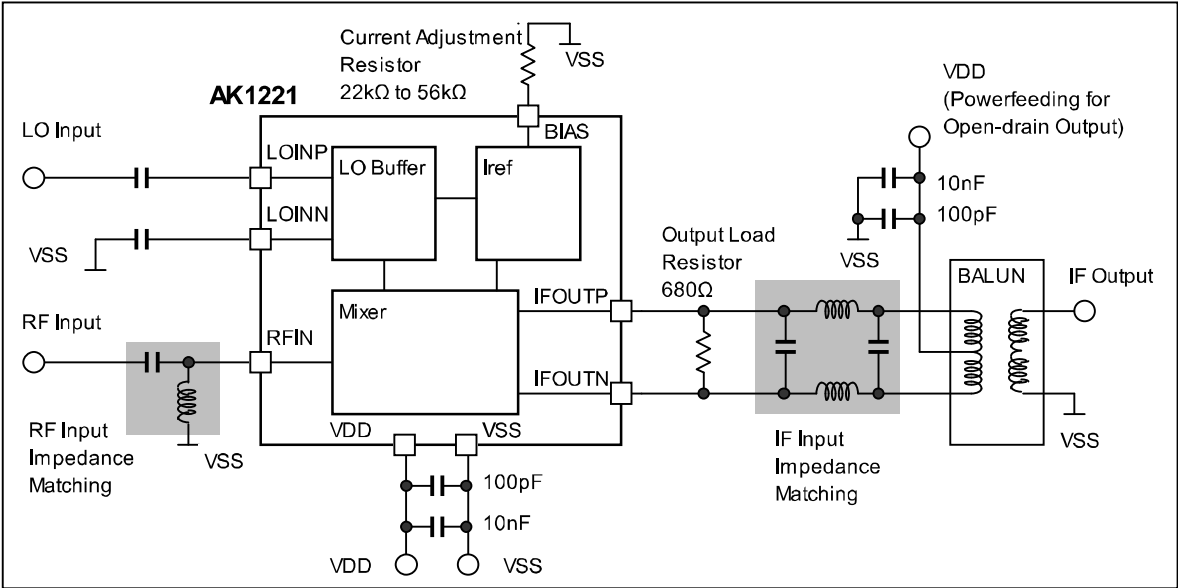 Current Adjustment
Resistor
22kΩ to 56kΩ
VSS
VDD
(Powerfeeding for
Open-drain Output)
AK1221
BIAS
LO Input
LOINP
LO Buffer
Iref
10nF
100pF
LOINN
VSS
VSS
Output Load
Resistor
680Ω
BALUN
IF Output
RF Input
RFIN
Mixer
IFOUTP
IFOUTN
RF Input
Impedance
Matching
VSS
VDD
VSS
IF Input
Impedance
Matching
VSS
100pF
10nF
VDD
VSS